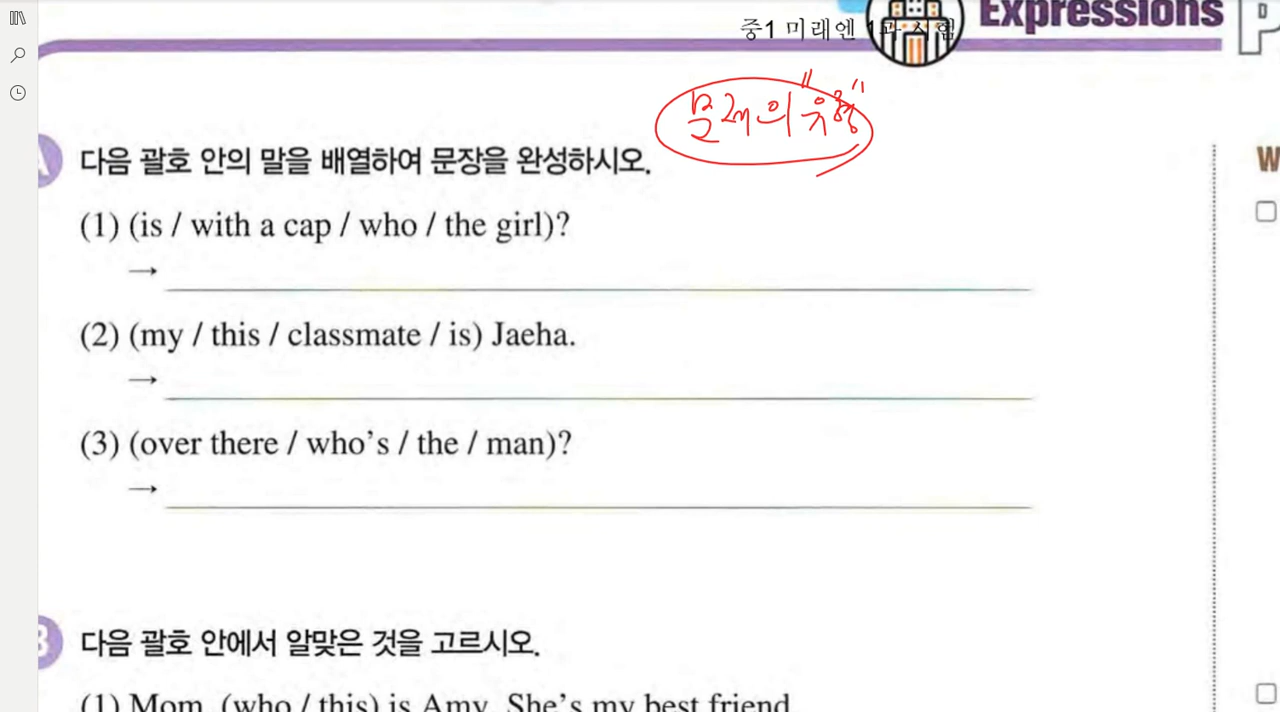 Expressions
중1 미래엔 1과 시험
문제의 "유형"
A 다음 괄호 안의 말을 배열하여 문장을 완성하시오.
(1) (is / with a cap / who / the girl)?
→
(2) (my / this / classmate / is) Jaeha.
→
(3) (over there / who's / the / man)?
→
B 다음 괄호 안에서 알맞은 것을 고르시오.
(1) Mom, (who / this) is Amy. She's my best friend.
W